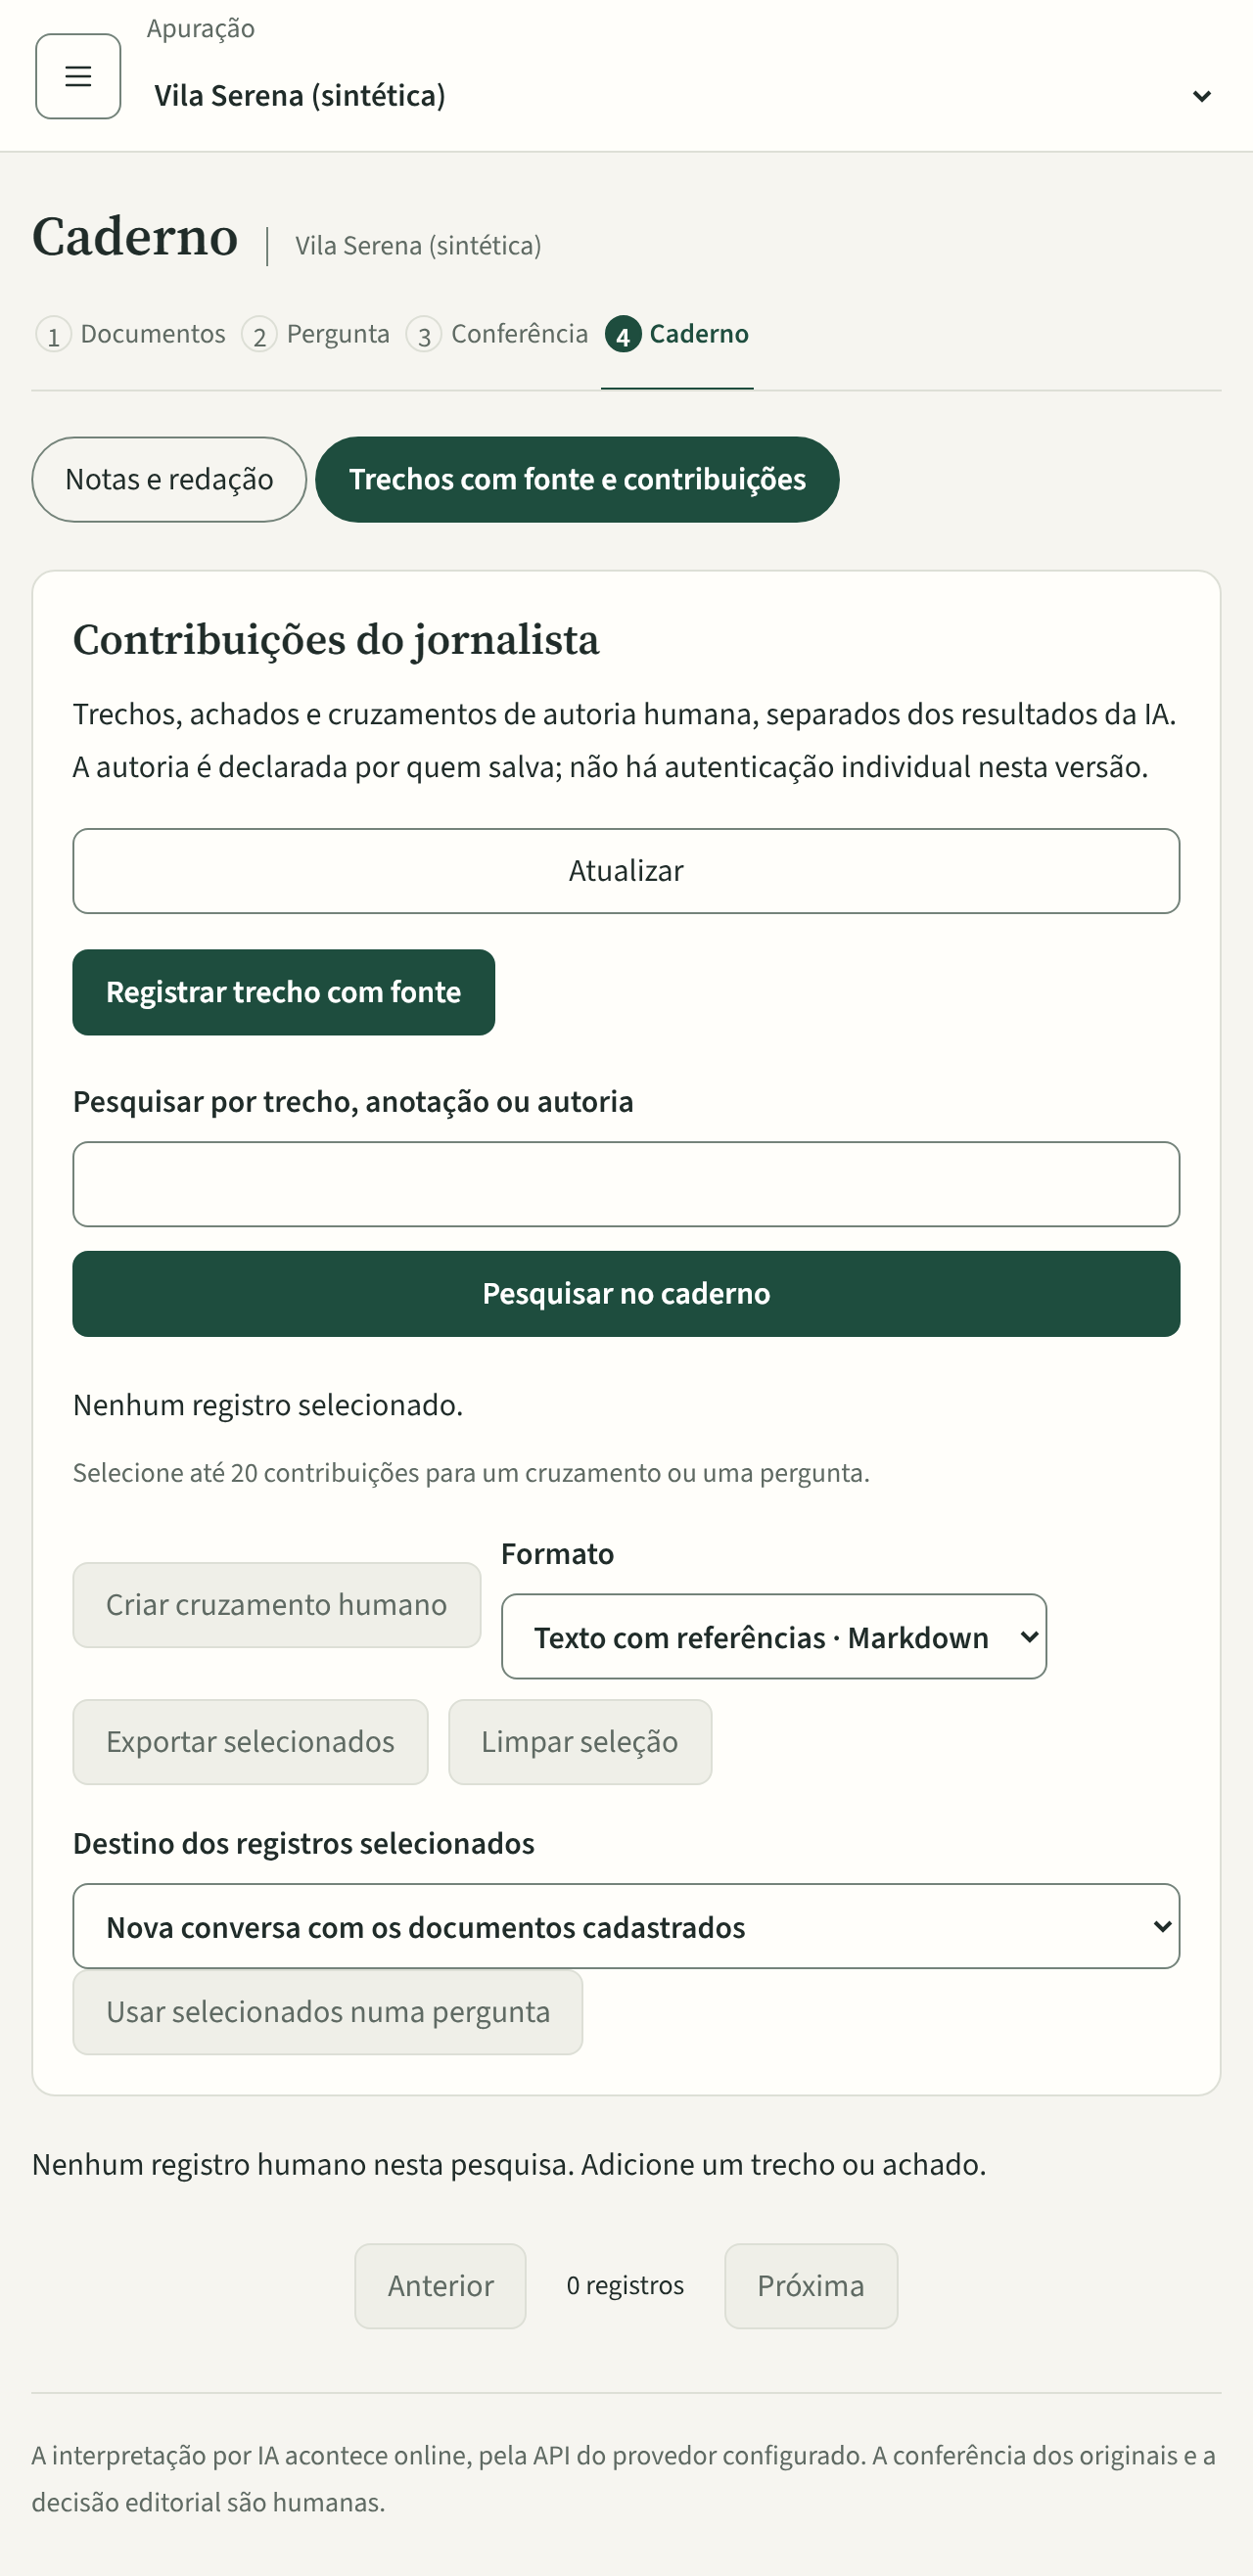 Apuração
Vila Serena (sintética)
Caderno
Vila Serena (sintética)
1 Documentos 2 Pergunta 3 Conferência 4 Caderno
Notas e redação
Trechos com fonte e contribuições
Contribuições do jornalista
Trechos, achados e cruzamentos de autoria humana, separados dos resultados da IA.
A autoria é declarada por quem salva; não há autenticação individual nesta versão.
Atualizar
Registrar trecho com fonte
Pesquisar por trecho, anotação ou autoria
Pesquisar no caderno
Nenhum registro selecionado.
Selecione até 20 contribuições para um cruzamento ou uma pergunta.
Criar cruzamento humano
Formato
Texto com referências · Markdown
Exportar selecionados
Limpar seleção
Destino dos registros selecionados
Nova conversa com os documentos cadastrados
Usar selecionados numa pergunta
Nenhum registro humano nesta pesquisa. Adicione um trecho ou achado.
Anterior
0 registros
Próxima
A interpretação por IA acontece online, pela API do provedor configurado. A conferência dos originais e a
decisão editorial são humanas.